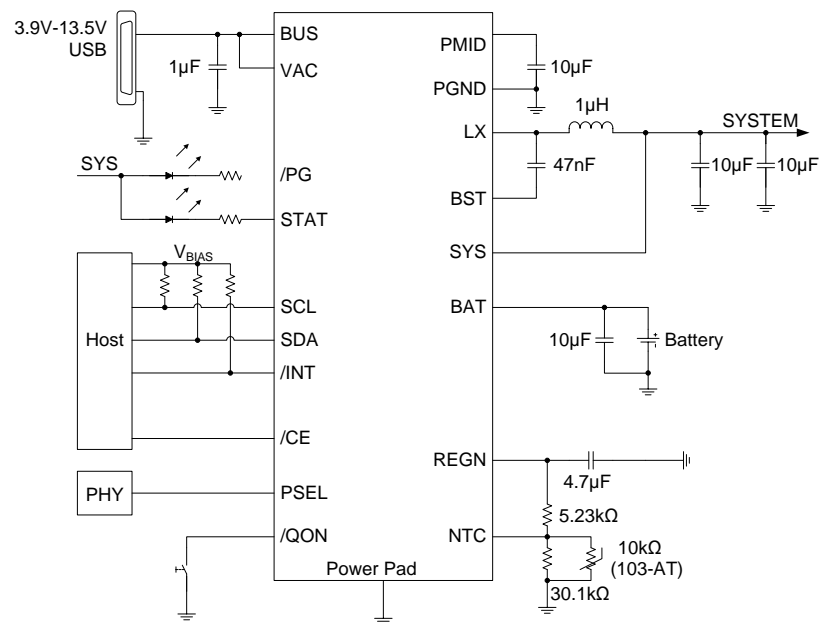 3.9V-13.5V
USB
1µF
BUS
VAC
SYS
/PG
STAT
VBIAS
Host
SCL
SDA
/INT
/CE
PHY
PSEL
/QON
Power Pad
PMID
10µF
PGND
1µH
LX
SYSTEM
47nF
10µF
10µF
BST
SYS
BAT
10µF
Battery
REGN
4.7µF
5.23kΩ
NTC
10kΩ
(103-AT)
30.1kΩ